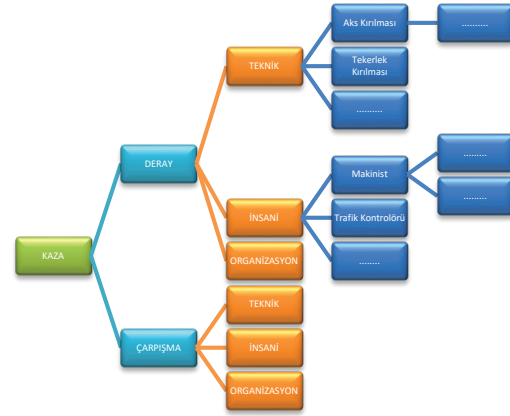 Aks Kırılması
..........
TEKNİK
Tekerlek
Kırılması
..........
DERAY
Makinist
.........
.........
İNSANİ
Trafik Kontrolörü
........
KAZA
ORGANİZASYON
TEKNİK
ÇARPIŞMA
İNSANİ
ORGANİZASYON